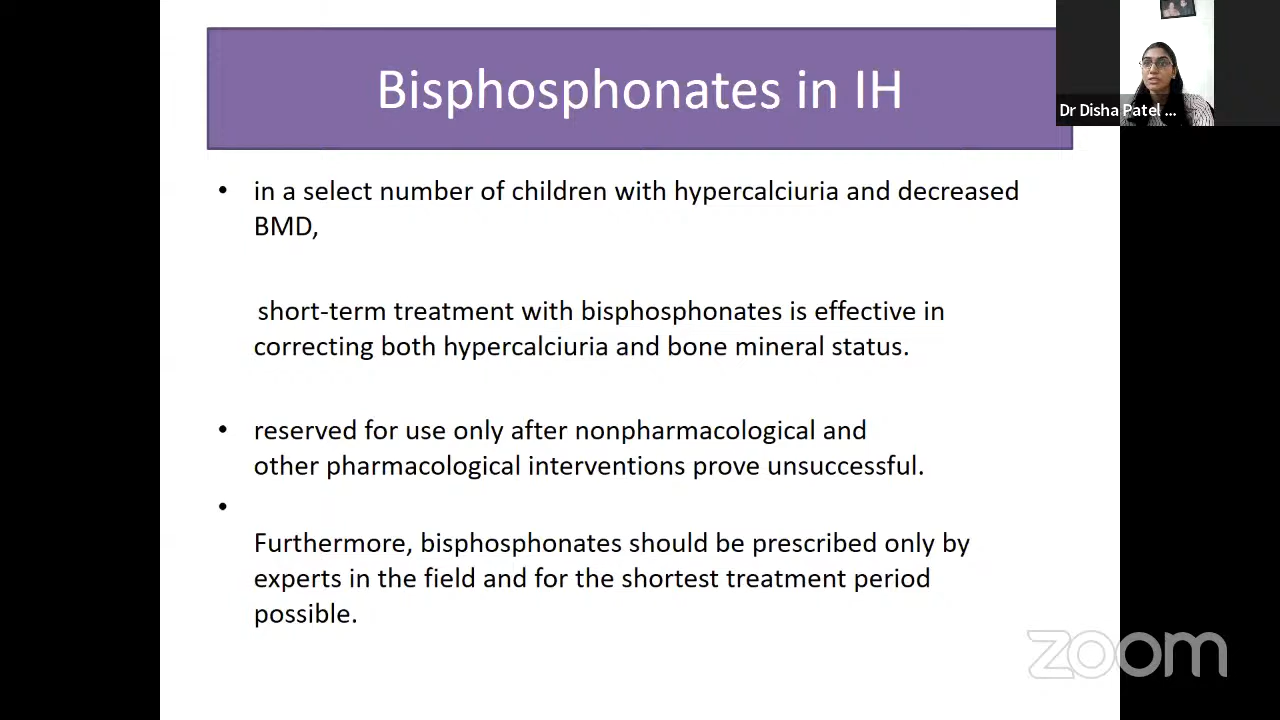 Bisphosphonates in IH
Dr Disha Patel ...
• in a select number of children with hypercalciuria and decreased
BMD,
short-term treatment with bisphosphonates is effective in
correcting both hypercalciuria and bone mineral status.
• reserved for use only after nonpharmacological and
other pharmacological interventions prove unsuccessful.
•
Furthermore, bisphosphonates should be prescribed only by
experts in the field and for the shortest treatment period
possible.
zoom